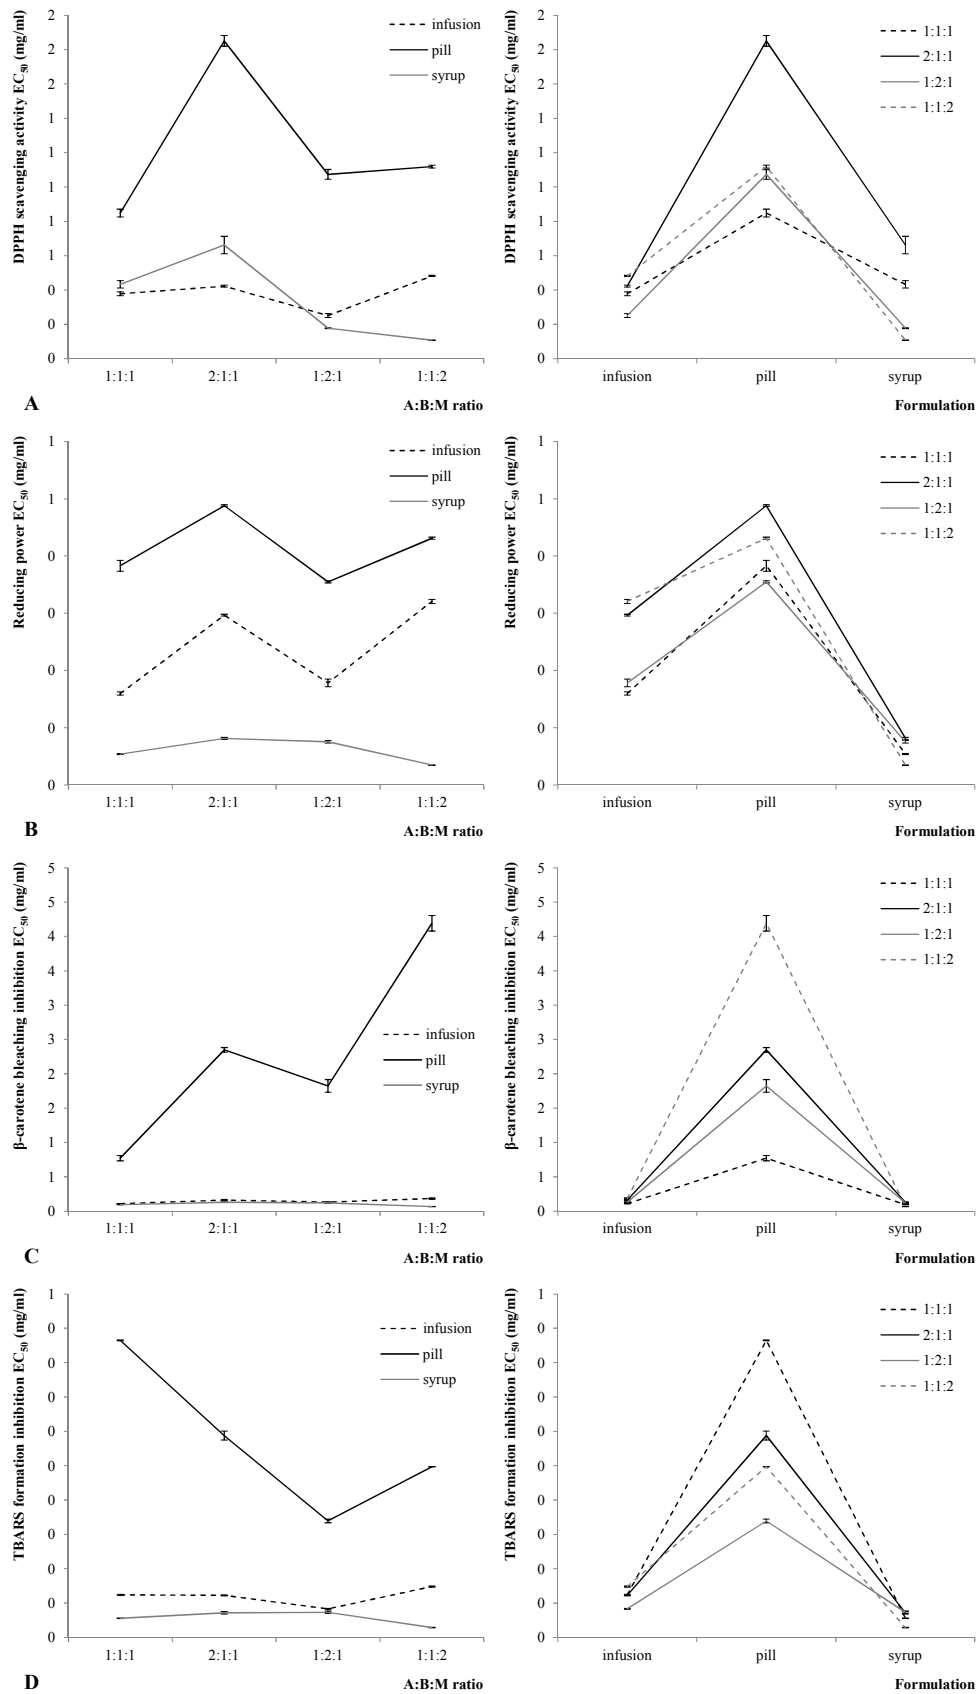 DPPH scavenging activity EC50 (mg/ml)
2
2
2
1
1
1
1
1
0
0
0
infusion
pill
syrup
1:1:1 2:1:1 1:2:1 1:1:2
A
A:B:M ratio
DPPH scavenging activity EC50 (mg/ml)
2
2
2
1
1
1
1
1
0
0
0
1:1:1
2:1:1
1:2:1
1:1:2
infusion pill syrup
Formulation
Reducing power EC50 (mg/ml)
1
1
0
0
0
0
0
infusion
pill
syrup
1:1:1 2:1:1 1:2:1 1:1:2
B
A:B:M ratio
Reducing power EC50 (mg/ml)
1
1
0
0
0
0
0
1:1:1
2:1:1
1:2:1
1:1:2
infusion pill syrup
Formulation
β-carotene bleaching inhibition EC50 (mg/ml)
5
5
4
4
3
3
2
2
1
1
0
infusion
pill
syrup
1:1:1 2:1:1 1:2:1 1:1:2
C
A:B:M ratio
β-carotene bleaching inhibition EC50 (mg/ml)
5
5
4
4
3
3
2
2
1
1
0
1:1:1
2:1:1
1:2:1
1:1:2
infusion pill syrup
Formulation
TBARS formation inhibition EC50 (mg/ml)
1
0
0
0
0
0
0
0
0
0
0
infusion
pill
syrup
1:1:1 2:1:1 1:2:1 1:1:2
D
A:B:M ratio
TBARS formation inhibition EC50 (mg/ml)
1
0
0
0
0
0
0
0
0
0
0
1:1:1
2:1:1
1:2:1
1:1:2
infusion pill syrup
Formulation